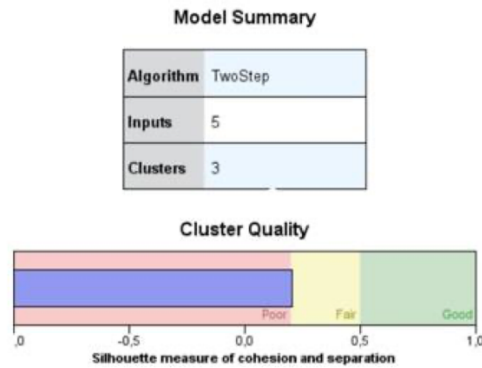 Model Summary
Algorithm TwoStep
Inputs 5
Clusters 3
Cluster Quality
Poor Fair Good
,0 -0,5 0,0 0,5 1,0
Silhouette measure of cohesion and separation